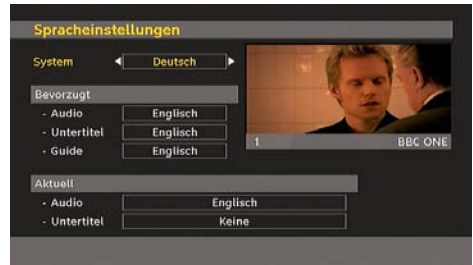 Spracheinstellungen
System Deutsch
Bevorzugt
- Audio Englisch
- Untertitel Englisch
- Guide Englisch
1 BBC ONE
Aktuell
- Audio Englisch
- Untertitel Keine